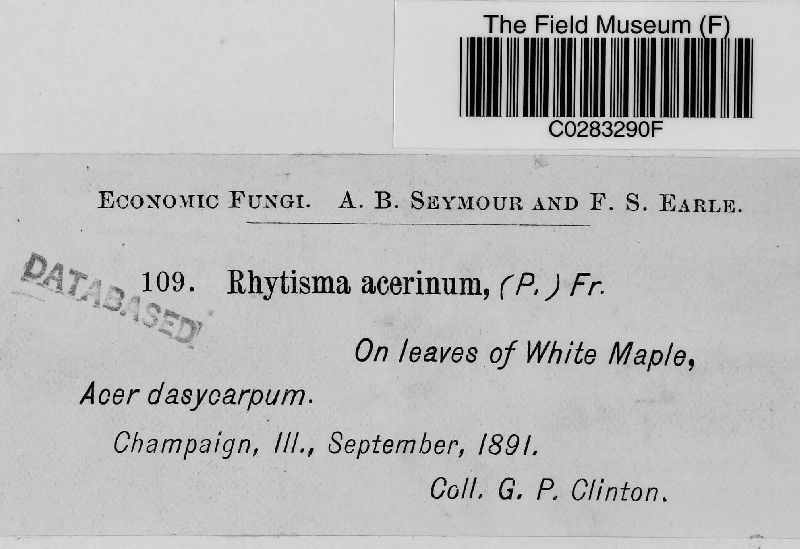 The Field Museum (F)
C0283290F
ECONOMIC FUNGI. A. B. SEYMOUR AND F. S. EARLE.
DATABASED
109. Rhytisma acerinum, (P.) Fr.
On leaves of White Maple,
Acer dasycarpum.
Champaign, Ill., September, 1891.
Coll. G. P. Clinton.